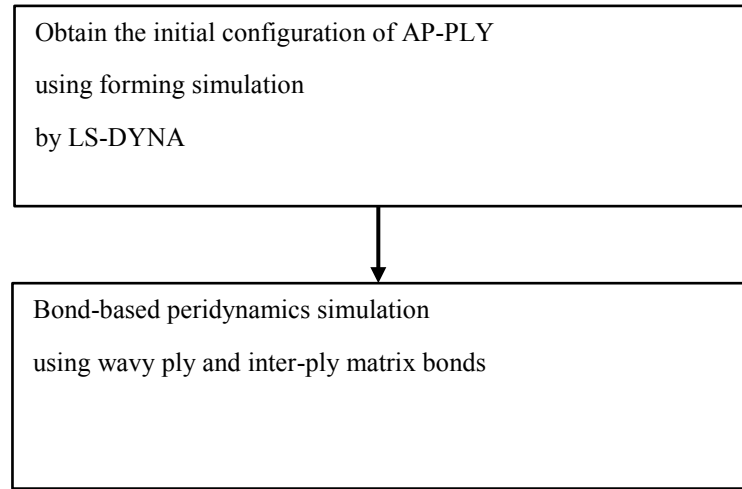 Obtain the initial configuration of AP-PLY
using forming simulation
by LS-DYNA
Bond-based peridynamics simulation
using wavy ply and inter-ply matrix bonds